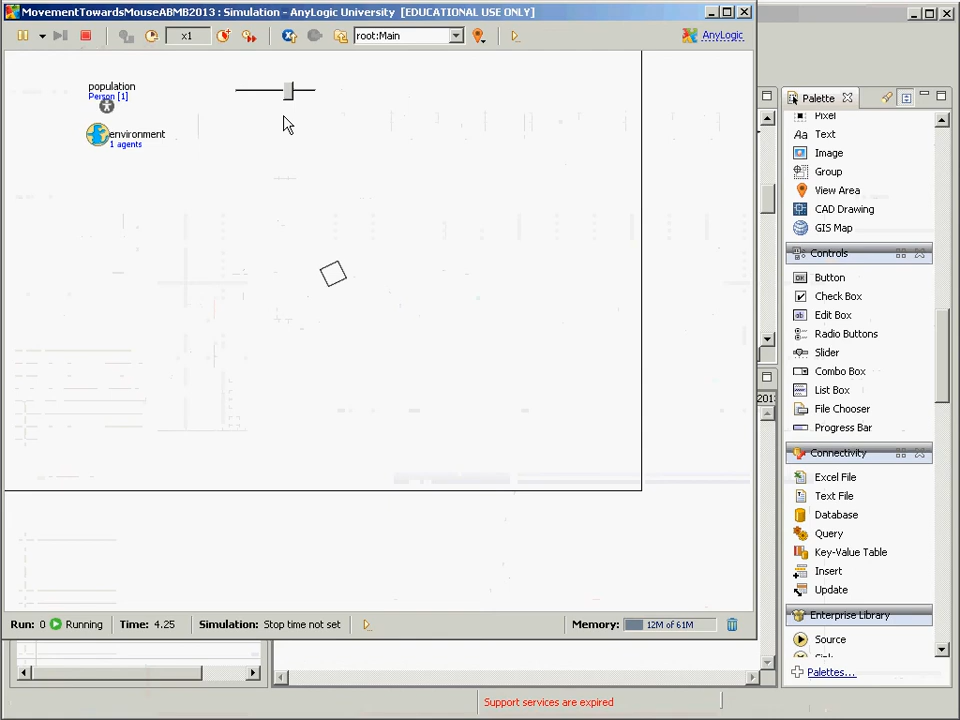 MovementTowardsMouseABMB2013 : Simulation - AnyLogic University  [EDUCATIONAL USE ONLY]
x1
root:Main
AnyLogic
population
Person [1]
environment
1 agents
Palette
Pixel
Text
Image
Group
View Area
CAD Drawing
GIS Map
Controls
Button
Check Box
Edit Box
Radio Buttons
Slider
Combo Box
List Box
File Chooser
Progress Bar
Connectivity
Excel File
Text File
Database
Query
Key-Value Table
Insert
Update
Enterprise Library
Source
Palettes...
Run: 0 Running Time: 4.25 Simulation: Stop time not set Memory: 12M of 61M
Support services are expired